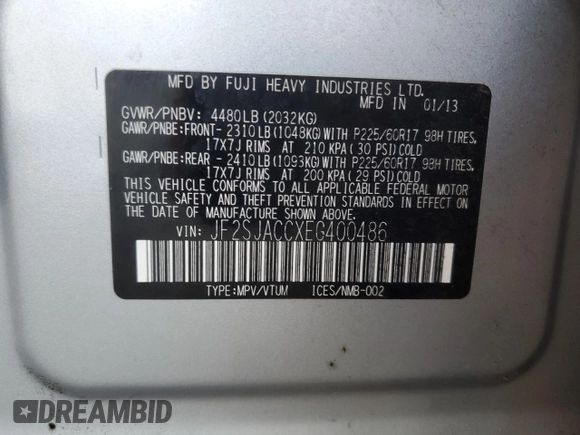 MFD BY FUJI HEAVY INDUSTRIES LTD.
MFD IN 01/13
GVWR/PNBV: 4480LB(2032KG)
GAWR/PNBE:FRONT-2310LB(1048KG)WITH P225/60R17 98H TIRES,
17X7J RIMS AT 210 KPA(30 PSI)COLD
GAWR/PNBE:REAR -2410LB(1093KG)WITH P225/60R17 98H TIRES,
17X7J RIMS AT 200 KPA(29 PSI)COLD
THIS VEHICLE CONFORMS TO ALL APPLICABLE FEDERAL MOTOR
VEHICLE SAFETY AND THEFT PREVENTION STANDARDS IN EFFECT
ON THE DATE OF MANUFACTURE SHOWN ABOVE.
VIN: JF2SJACCXEG400486
TYPE:MPV/VTUM ICES/NMB-002
DREAMBID